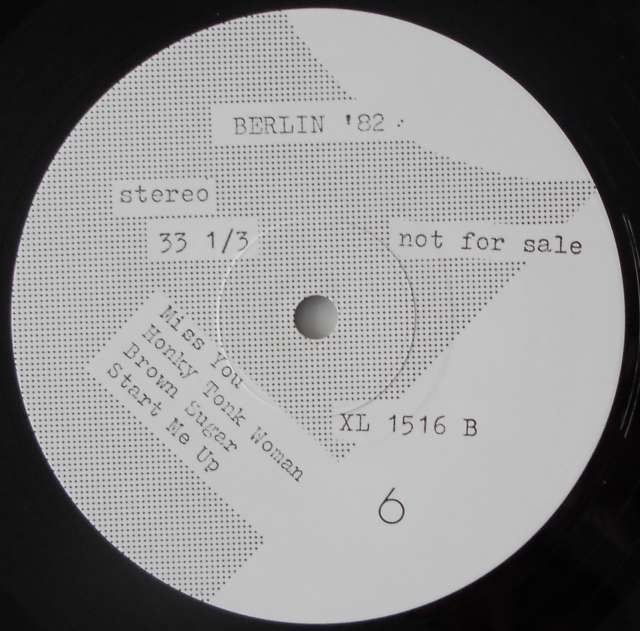 BERLIN '82
stereo
33 1/3
not for sale
Miss You
Honky Tonk Woman
Brown Sugar
Start Me Up
XL 1516 B
6